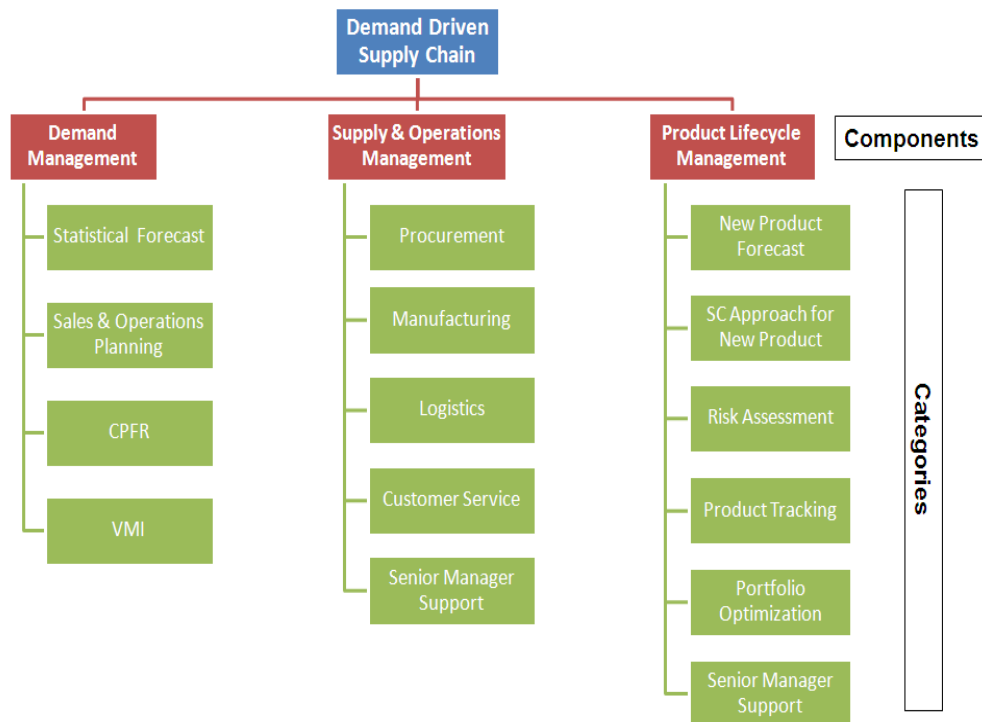 Demand Driven
Supply Chain
Demand
Management
Supply & Operations
Management
Product Lifecycle
Management
Components
Statistical Forecast
Sales & Operations
Planning
CPFR
VMI
Procurement
Manufacturing
Logistics
Customer Service
Senior Manager
Support
New Product
Forecast
SC Approach for
New Product
Risk Assessment
Product Tracking
Portfolio
Optimization
Senior Manager
Support
Categories